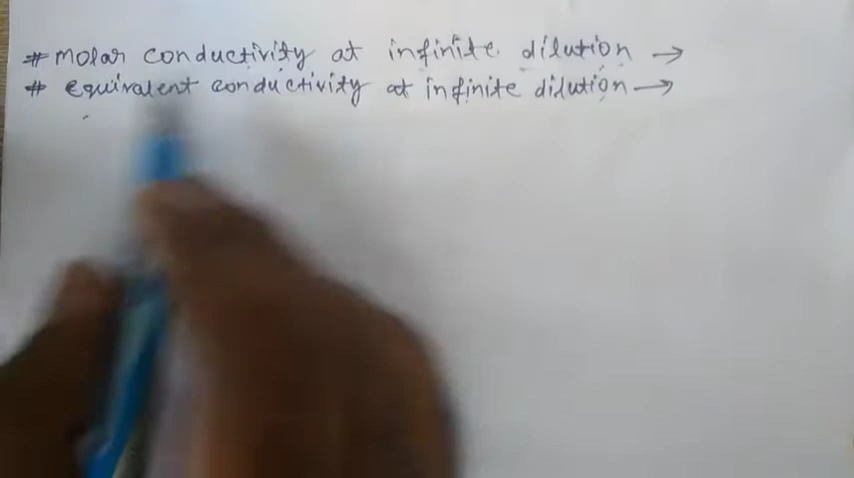 # molar conductivity at infinite dilution →
# equivalent conductivity at infinite dilution →